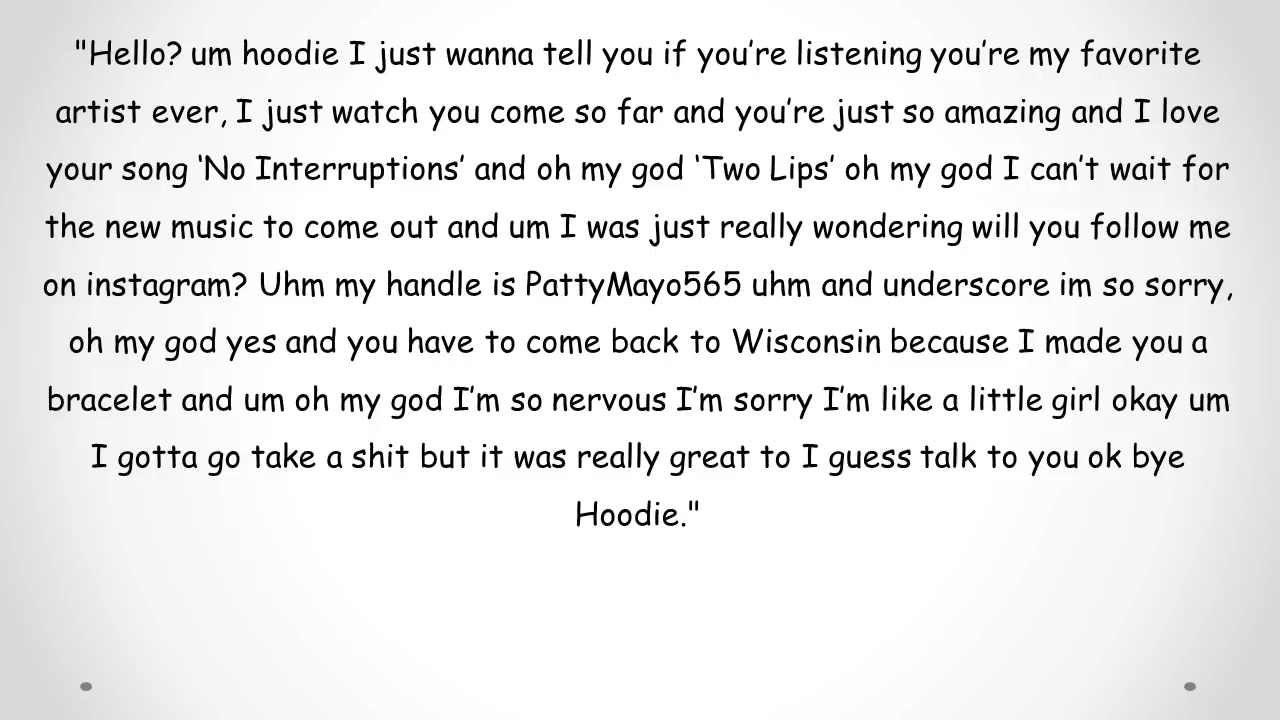 "Hello? um hoodie I just wanna tell you if you’re listening you’re my favorite
artist ever, I just watch you come so far and you’re just so amazing and I love
your song ‘No Interruptions’ and oh my god ‘Two Lips’ oh my god I can’t wait for
the new music to come out and um I was just really wondering will you follow me
on instagram? Uhm my handle is PattyMayo565 uhm and underscore im so sorry,
oh my god yes and you have to come back to Wisconsin because I made you a
bracelet and um oh my god I’m so nervous I’m sorry I’m like a little girl okay um
I gotta go take a shit but it was really great to I guess talk to you ok bye
Hoodie."